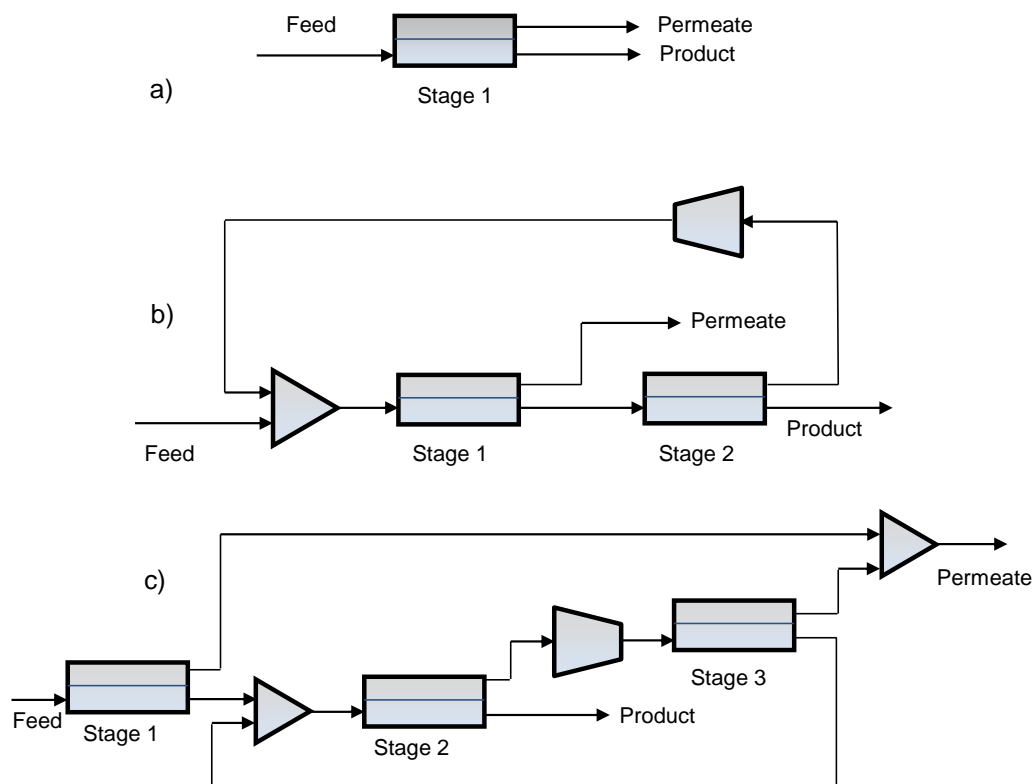 Feed
Permeate
Product
a)
Stage 1
b)
Permeate
Feed
Stage 1
Stage 2
Product
c)
Permeate
Feed
Stage 1
Stage 2
Product
Stage 3